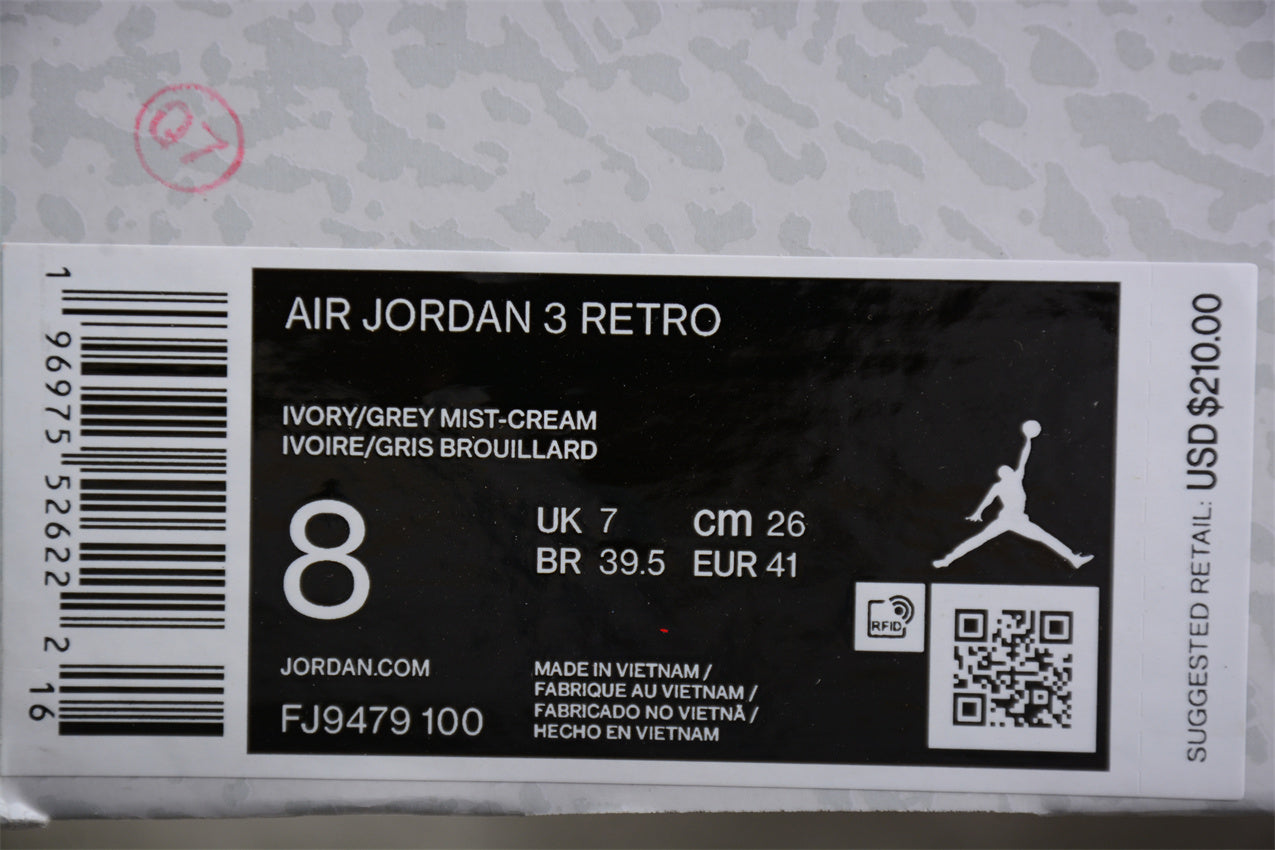 Q7
1 96975 52622 2 16
AIR JORDAN 3 RETRO
IVORY/GREY MIST-CREAM
IVOIRE/GRIS BROUILLARD
8
UK 7 cm 26
BR 39.5 EUR 41
RFID
JORDAN.COM
FJ9479 100
MADE IN VIETNAM /
FABRIQUE AU VIETNAM /
FABRICADO NO VIETNÃ /
HECHO EN VIETNAM
SUGGESTED RETAIL: USD $210.00